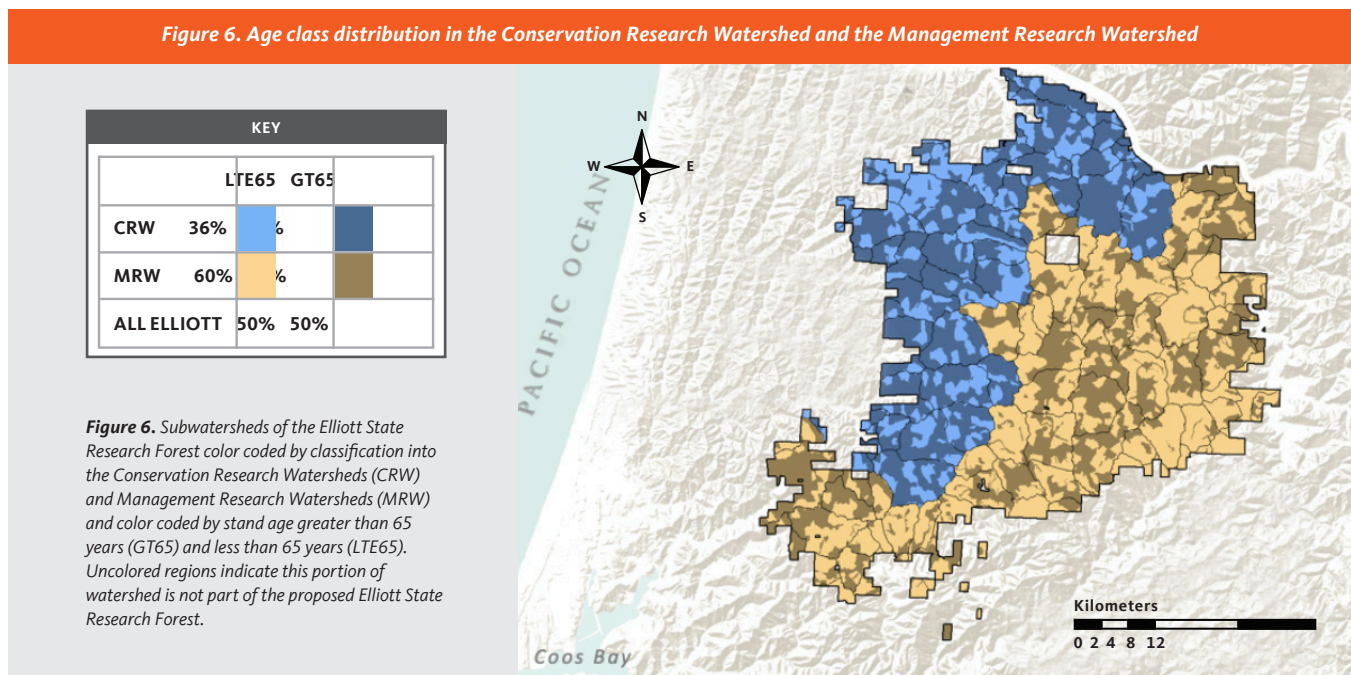 Figure 6. Age class distribution in the Conservation Research Watershed and the Management Research Watershed
KEY
LTE65 GT65
CRW 36% %
MRW 60% %
ALL ELLIOTT 50% 50%
Figure 6. Subwatersheds of the Elliott State
Research Forest color coded by classification into
the Conservation Research Watersheds (CRW)
and Management Research Watersheds (MRW)
and color coded by stand age greater than 65
years (GT65) and less than 65 years (LTE65).
Uncolored regions indicate this portion of
watershed is not part of the proposed Elliott State
Research Forest.
N
W E
S
PACIFIC OCEAN
Coos Bay
Kilometers
0 2 4 8 12